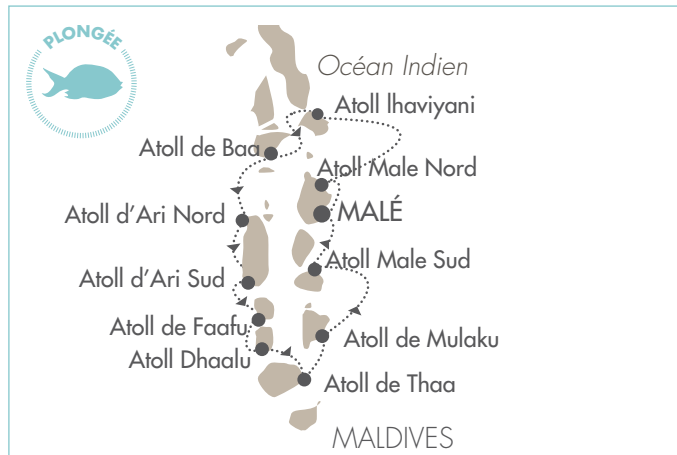 PLONGÉE
Océan Indien
Atoll lhaviyani
Atoll de Baa
Atoll Male Nord
Atoll d'Ari Nord
MALÉ
Atoll Male Sud
Atoll d'Ari Sud
Atoll de Faafu
Atoll de Mulaku
Atoll Dhaalu
Atoll de Thaa
MALDIVES